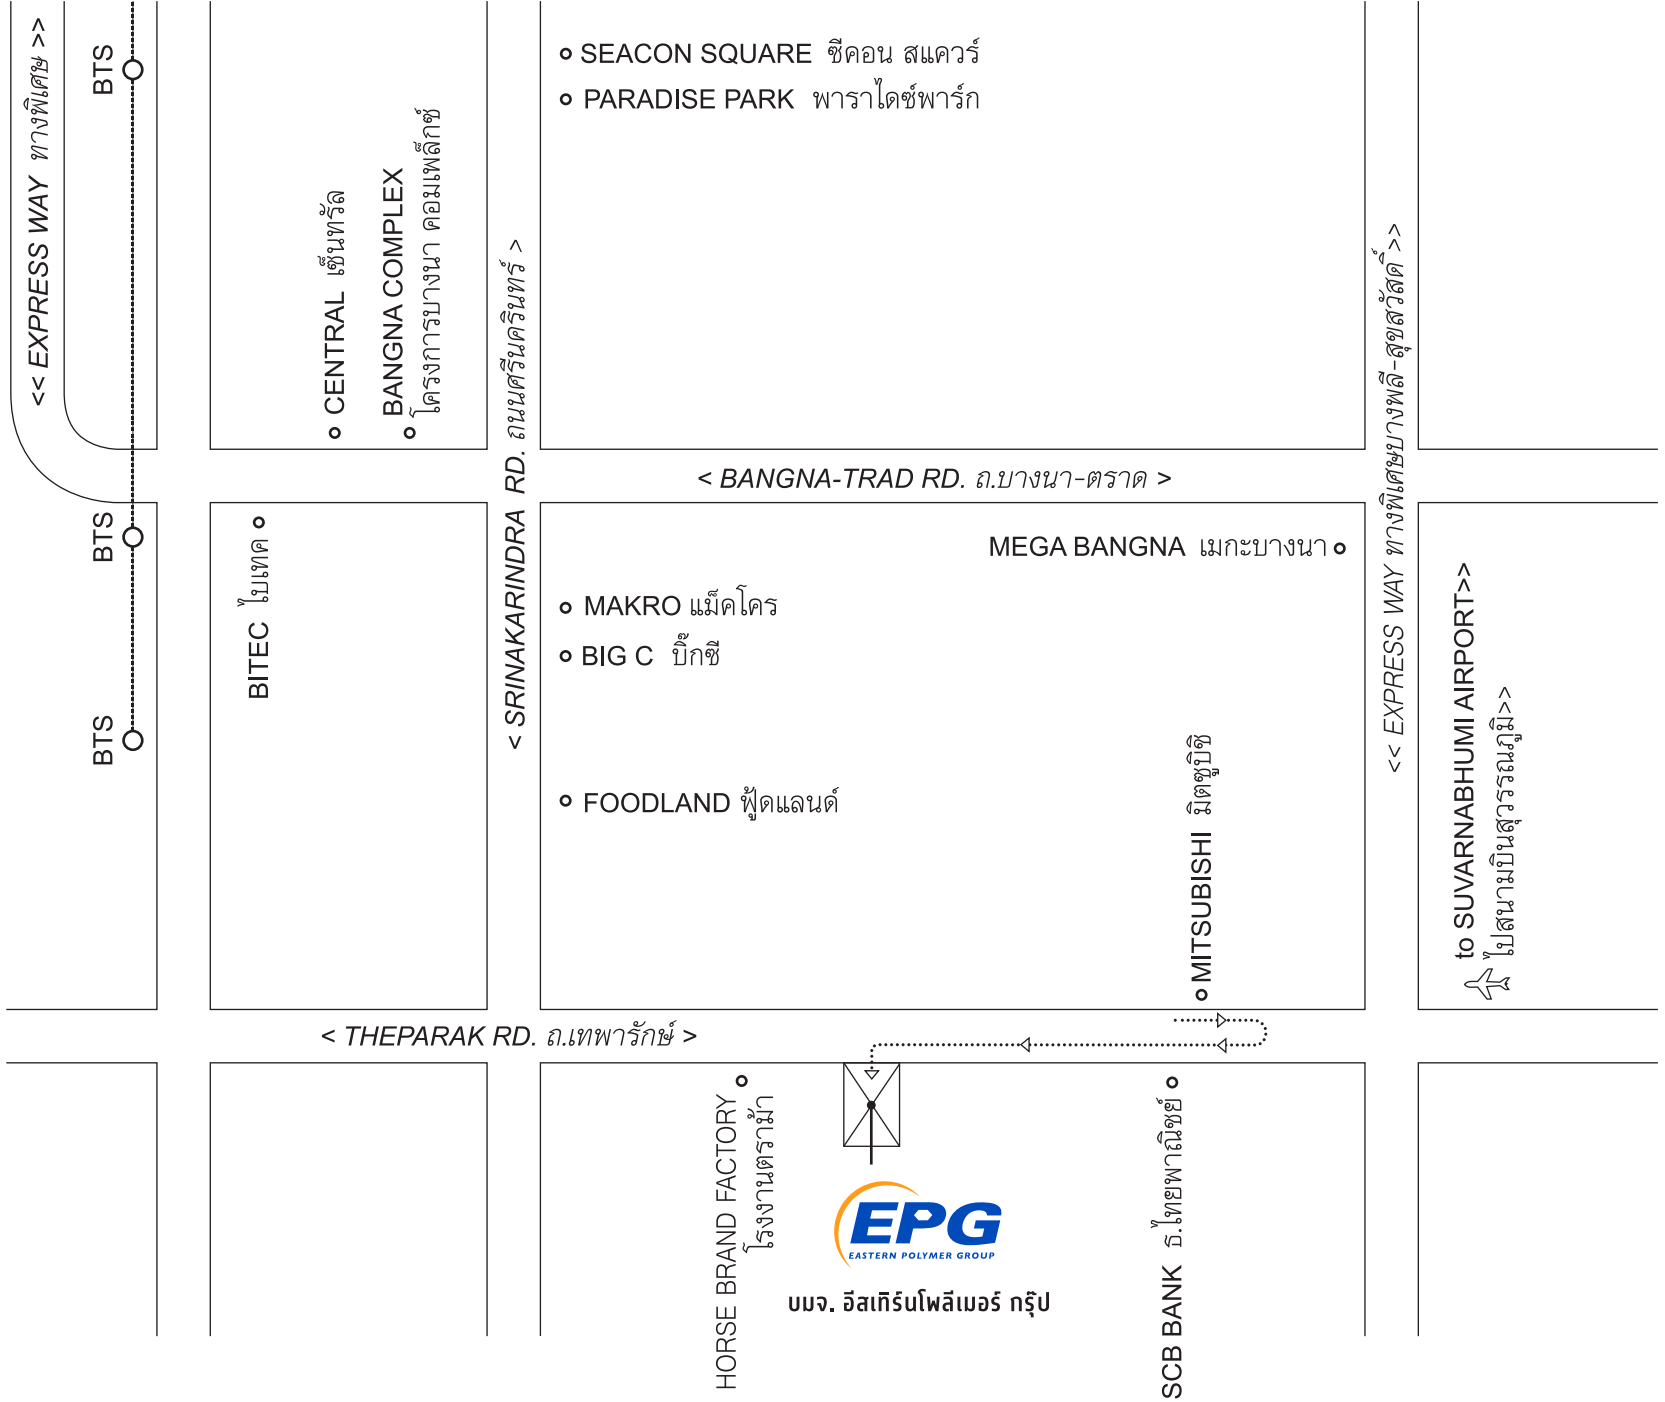 << EXPRESS WAY ทางพิเศษ >>
BTS
SEACON SQUARE ซีคอน สแควร์
PARADISE PARK พาราไดซ์พาร์ก
CENTRAL เซ็นทรัล
BANGNA COMPLEX
โครงการบางนา คอมเพล็กซ์
< SRINAKARINDRA RD. ถนนศรีนครินทร์ >
<< EXPRESS WAY ทางพิเศษบางพลี-สุขสวัสดิ์ >>
< BANGNA-TRAD RD. ถ.บางนา-ตราด >
BTS
BITEC ไบเทค
MEGA BANGNA เมกะบางนา
MAKRO แม็คโคร
BIG C บิ๊กซี
BTS
FOODLAND ฟู้ดแลนด์
MITSUBISHI มิตซูบิชิ
to SUVARNABHUMI AIRPORT>>
ไปสนามบินสุวรรณภูมิ>>
< THEPARAK RD. ถ.เทพารักษ์ >
HORSE BRAND FACTORY
โรงงานตราม้า
EPG
EASTERN POLYMER GROUP
บมจ. อีสเทิร์นโพลีเมอร์ กรุ๊ป
SCB BANK ธ.ไทยพาณิชย์